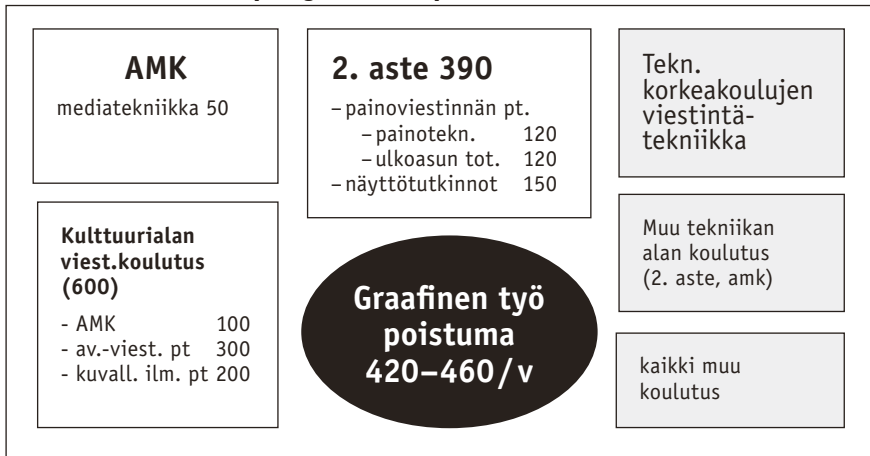 AMK
mediatekniikka 50
2. aste 390
–painoviestinnän pt.
–painotekn. 120
–ulkoasun tot. 120
–näyttötutkinnot 150
Tekn.
korkeakoulujen
viestintä-
tekniikka
Kulttuurialan
viest.koulutus
(600)
- AMK 100
- av.-viest. pt 300
- kuvall. ilm. pt 200
Graafinen työ
poistuma
420–460/v
Muu tekniikan
alan koulutus
(2. aste, amk)
kaikki muu
koulutus